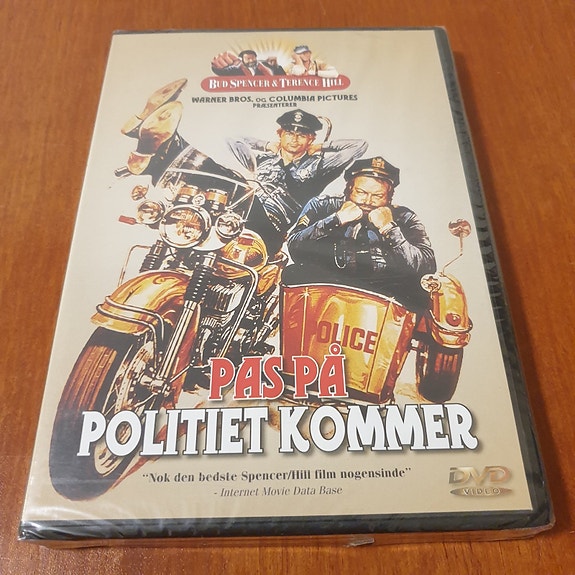 BUD SPENCER & TERENCE HILL
WARNER BROS. OG COLUMBIA PICTURES
PRÆSENTERER
POLICE
PAS PÅ
POLITIET KOMMER
"Nok den bedste Spencer/Hill film nogensinde"
- Internet Movie Data Base
DVD
VIDEO